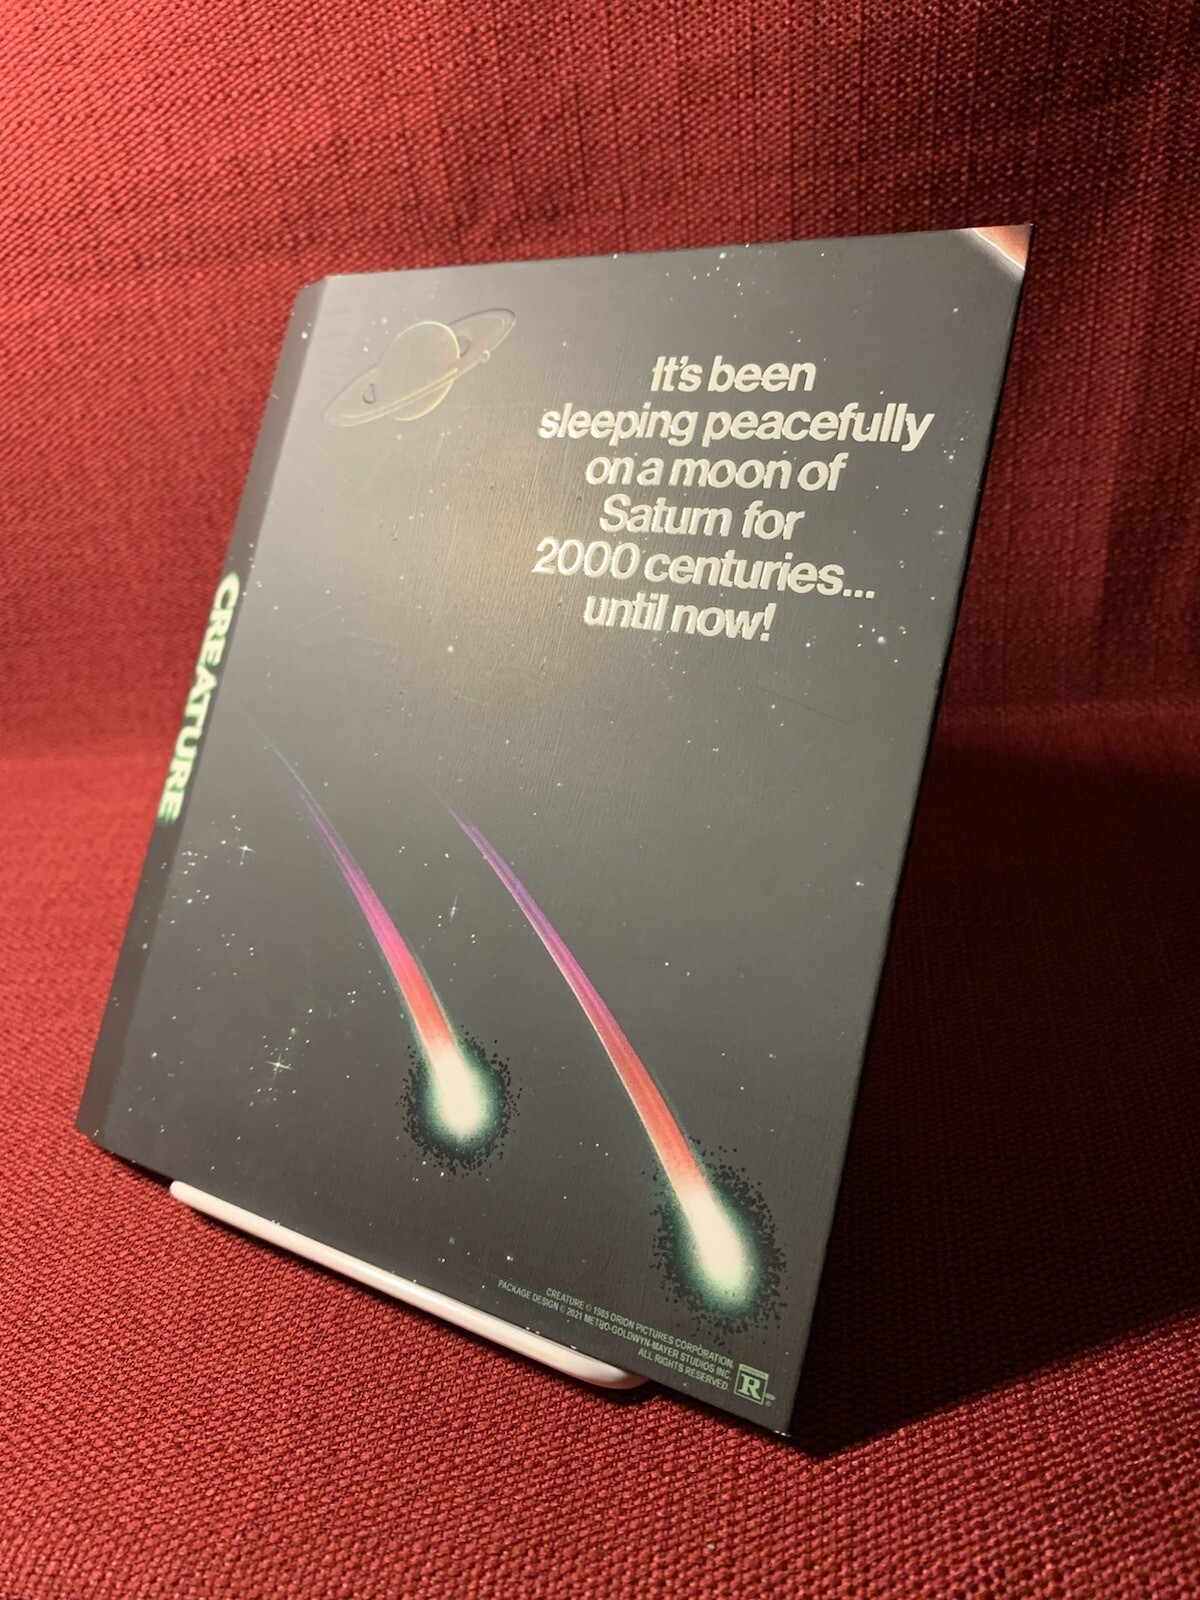 It's been
sleeping peacefully
on a moon of
Saturn for
2000 centuries...
until now!
CREATURE
CREATURE © 1985 ORION PICTURES CORPORATION.
PACKAGE DESIGN © 2021 METRO-GOLDWYN-MAYER STUDIOS INC.
ALL RIGHTS RESERVED.
R